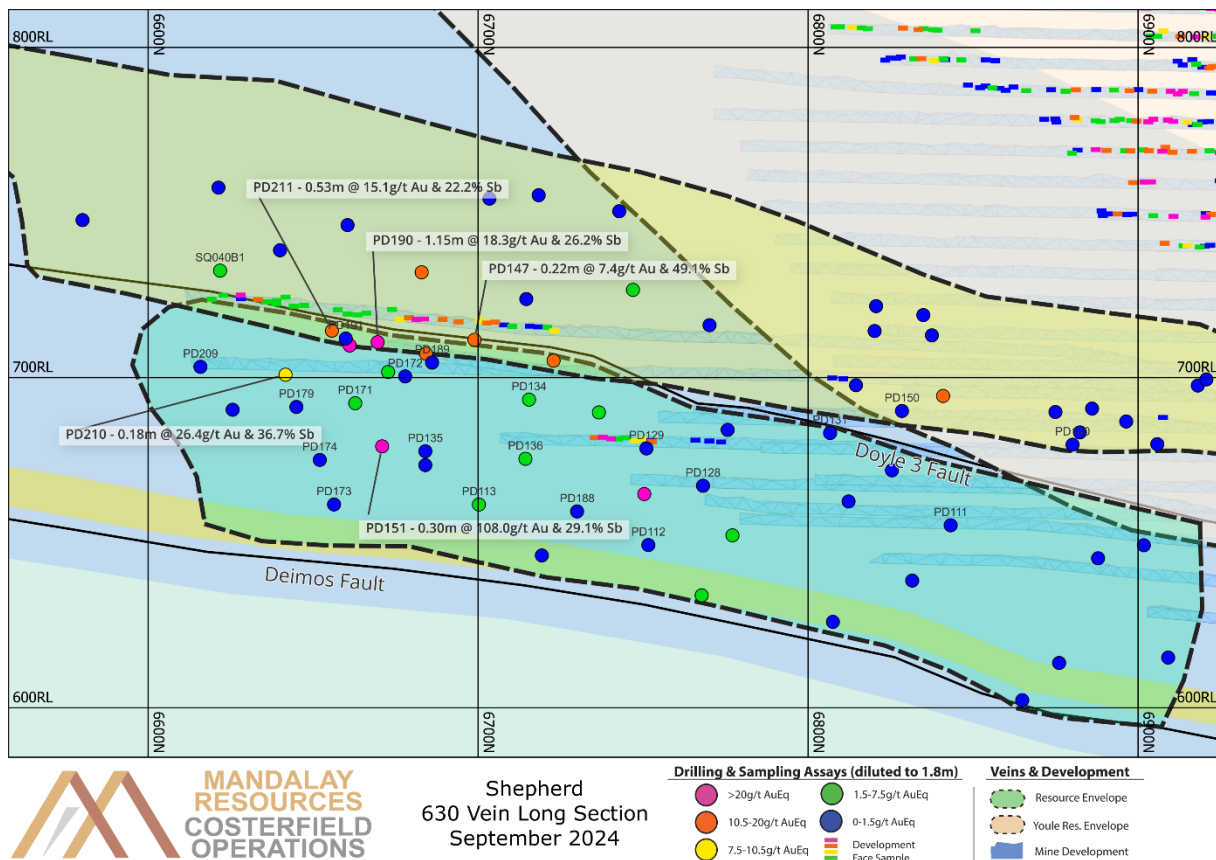 800RL
6600N
6700N
6800N
6900N
800RL
PD211 - 0.53m @ 15.1g/t Au & 22.2% Sb
PD190 - 1.15m @ 18.3g/t Au & 26.2% Sb
SQ040B1
PD147 - 0.22m @ 7.4g/t Au & 49.1% Sb
PD189
PD209
PD172
700RL
700RL
PD179
PD171
PD134
PD150
PD131
PD210 - 0.18m @ 26.4g/t Au & 36.7% Sb
PD135
PD129
PD174
PD136
Doyle 3 Fault
PD128
PD173
PD113
PD188
PD111
PD151 - 0.30m @ 108.0g/t Au & 29.1% Sb
PD112
Deimos Fault
600RL
600RL
6600N
6700N
6800N
6900N
MANDALAY
RESOURCES
COSTERFIELD
OPERATIONS
Shepherd
630 Vein Long Section
September 2024
Drilling & Sampling Assays (diluted to 1.8m)
>20g/t AuEq
1.5-7.5g/t AuEq
10.5-20g/t AuEq
0-1.5g/t AuEq
7.5-10.5g/t AuEq
Development
Face Sample
Veins & Development
Resource Envelope
Youle Res. Envelope
Mine Development